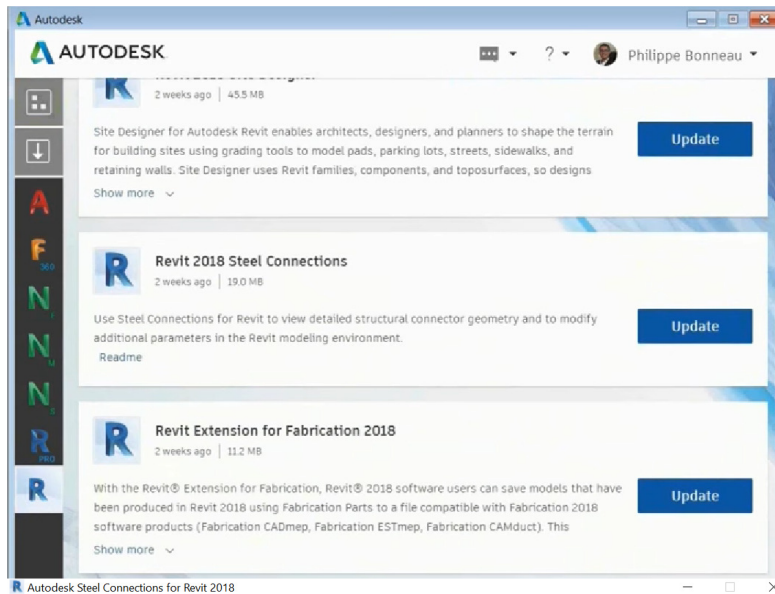 Autodesk
AUTODESK
? Philippe Bonneau
2 weeks ago | 45.5 MB
Site Designer for Autodesk Revit enables architects, designers, and planners to shape the terrain
for building sites using grading tools to model pads, parking lots, streets, sidewalks, and
retaining walls. Site Designer uses Revit families, components, and toposurfaces, so designs
Show more
Update
Revit 2018 Steel Connections
2 weeks ago | 19.0 MB
Use Steel Connections for Revit to view detailed structural connector geometry and to modify
additional parameters in the Revit modeling environment.
Readme
Update
Revit Extension for Fabrication 2018
2 weeks ago | 11.2 MB
With the Revit® Extension for Fabrication, Revit® 2018 software users can save models that have
been produced in Revit 2018 using Fabrication Parts to a file compatible with Fabrication 2018
software products (Fabrication CADmep, Fabrication ESTmep, Fabrication CAMduct). This
Show more
Update
A
F
360
N
N
N
R
PRO
R
Autodesk Steel Connections for Revit 2018